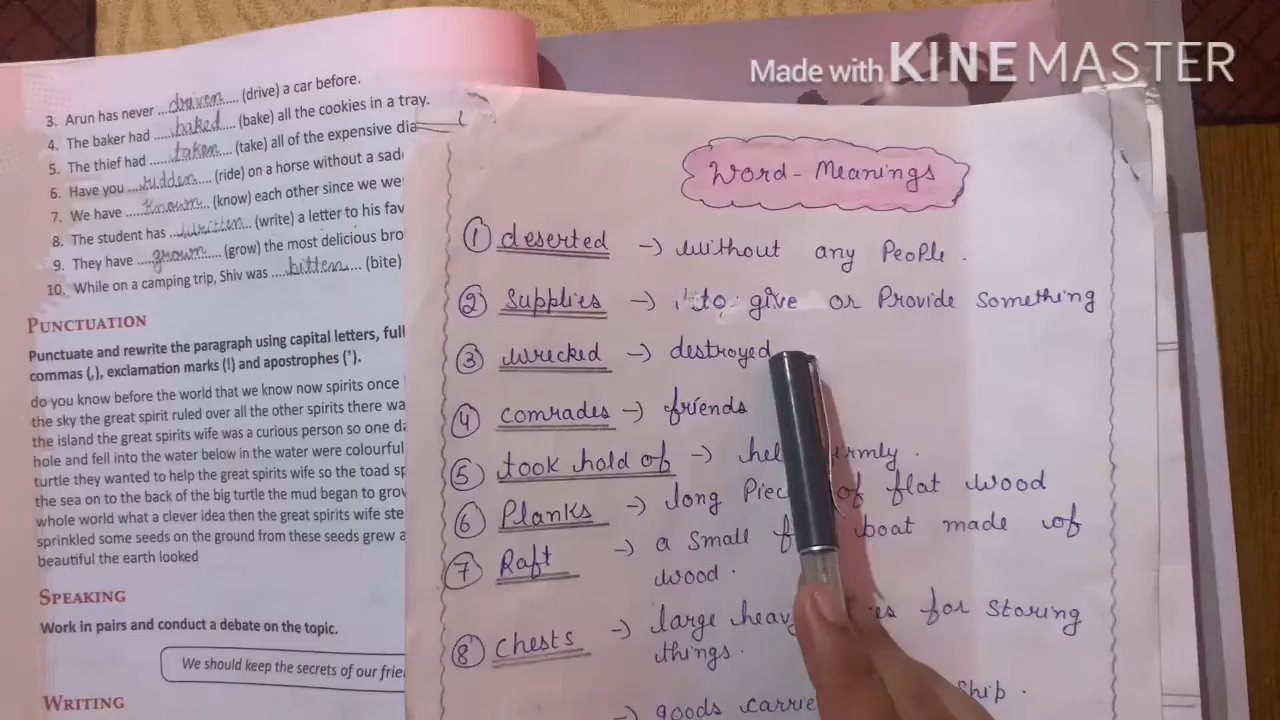 Made with KINEMASTER
3. Arun has never ....driven.... (drive) a car before.
4. The baker had ....baked.... (bake) all the cookies in a tray.
5. The thief had .....taken.... (take) all of the expensive dia
6. Have you ...ridden.... (ride) on a horse without a sad
7. We have ....known.... (know) each other since we we
8. The student has ...written.... (write) a letter to his fav
9. They have ....grown.... (grow) the most delicious bro
10. While on a camping trip, Shiv was ...bitten.... (bite)
PUNCTUATION
Punctuate and rewrite the paragraph using capital letters, full
commas (,), exclamation marks (!) and apostrophes (').
do you know before the world that we know now spirits once
the sky the great spirit ruled over all the other spirits there wa
the island the great spirits wife was a curious person so one da
hole and fell into the water below in the water were colourful
turtle they wanted to help the great spirits wife so the toad sp
the sea on to the back of the big turtle the mud began to grov
whole world what a clever idea then the great spirits wife ste
sprinkled some seeds on the ground from these seeds grew a
beautiful the earth looked
SPEAKING
Work in pairs and conduct a debate on the topic.
We should keep the secrets of our frie
WRITING
Word-Meanings
① deserted → without any People.
② Supplies → to give or Provide Something
③ wrecked → destroyed
④ comrades → friends
⑤ took hold of → hel irmly.
⑥ Planks → long Piec of flat wood
⑦ Raft → a Small f boat made of
wood.
⑧ Chests → large heavy es for Storing
things.
→ goods carrie Ship.